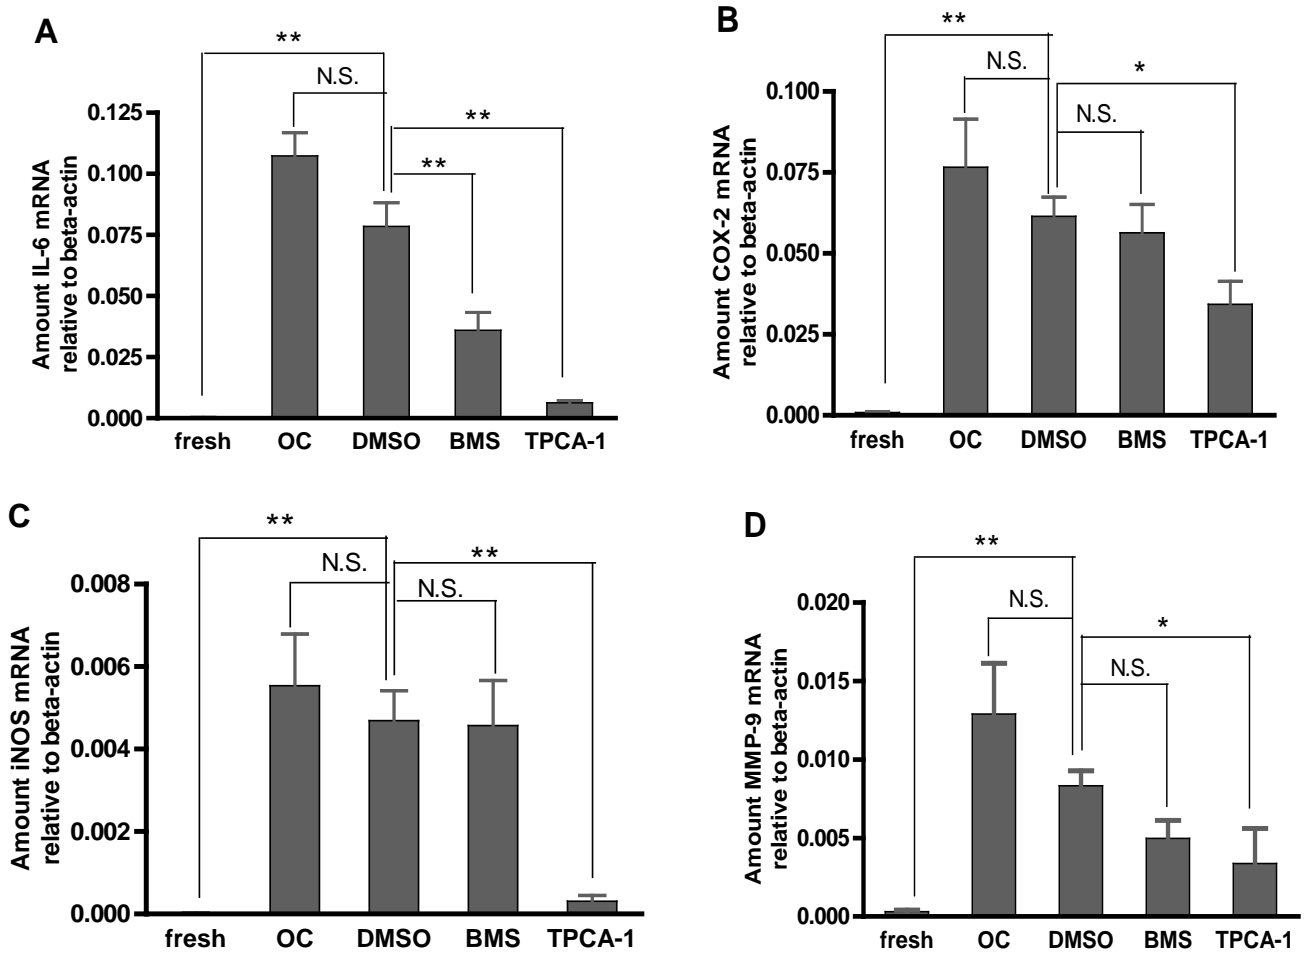 A
**
N.S.
**
**
Amount IL-6 mRNA
relative to beta-actin
0.125
0.100
0.075
0.050
0.025
0.000
fresh OC DMSO BMS TPCA-1
B
**
N.S.
*
N.S.
Amount COX-2 mRNA
relative to beta-actin
0.100
0.075
0.050
0.025
0.000
fresh OC DMSO BMS TPCA-1
C
**
N.S.
**
N.S.
Amount iNOS mRNA
relative to beta-actin
0.008
0.006
0.004
0.002
0.000
fresh OC DMSO BMS TPCA-1
D
**
N.S.
*
N.S.
Amount MMP-9 mRNA
relative to beta-actin
0.020
0.015
0.010
0.005
0.000
fresh OC DMSO BMS TPCA-1